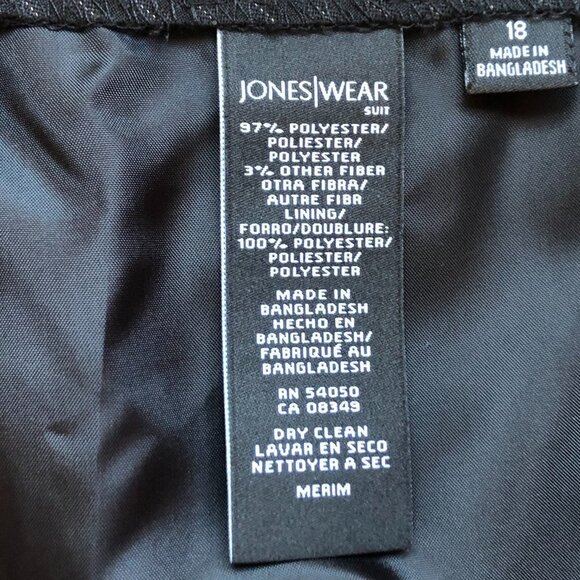 JONES|WEAR
SUIT
97% POLYESTER/
POLIESTER/
POLYESTER
3% OTHER FIBER
OTRA FIBRA/
AUTRE FIBR
LINING/
FORRO/DOUBLURE:
100% POLYESTER/
POLIESTER/
POLYESTER
MADE IN
BANGLADESH
HECHO EN
BANGLADESH/
FABRIQUÉ AU
BANGLADESH
RN 54050
CA 08349
DRY CLEAN
LAVAR EN SECO
NETTOYER A SEC
MERIM
18
MADE IN
BANGLADESH